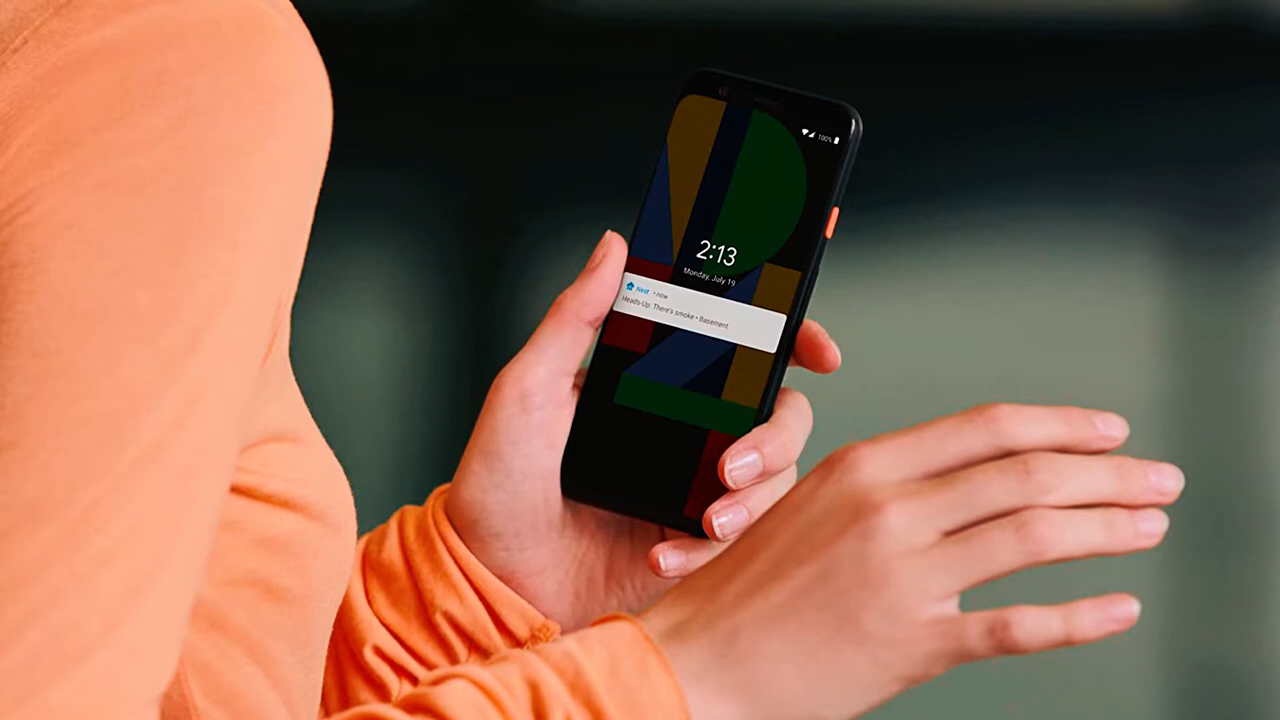 100%
2:13
Monday, July 19
Nest • now
Heads-Up: There's smoke • Basement